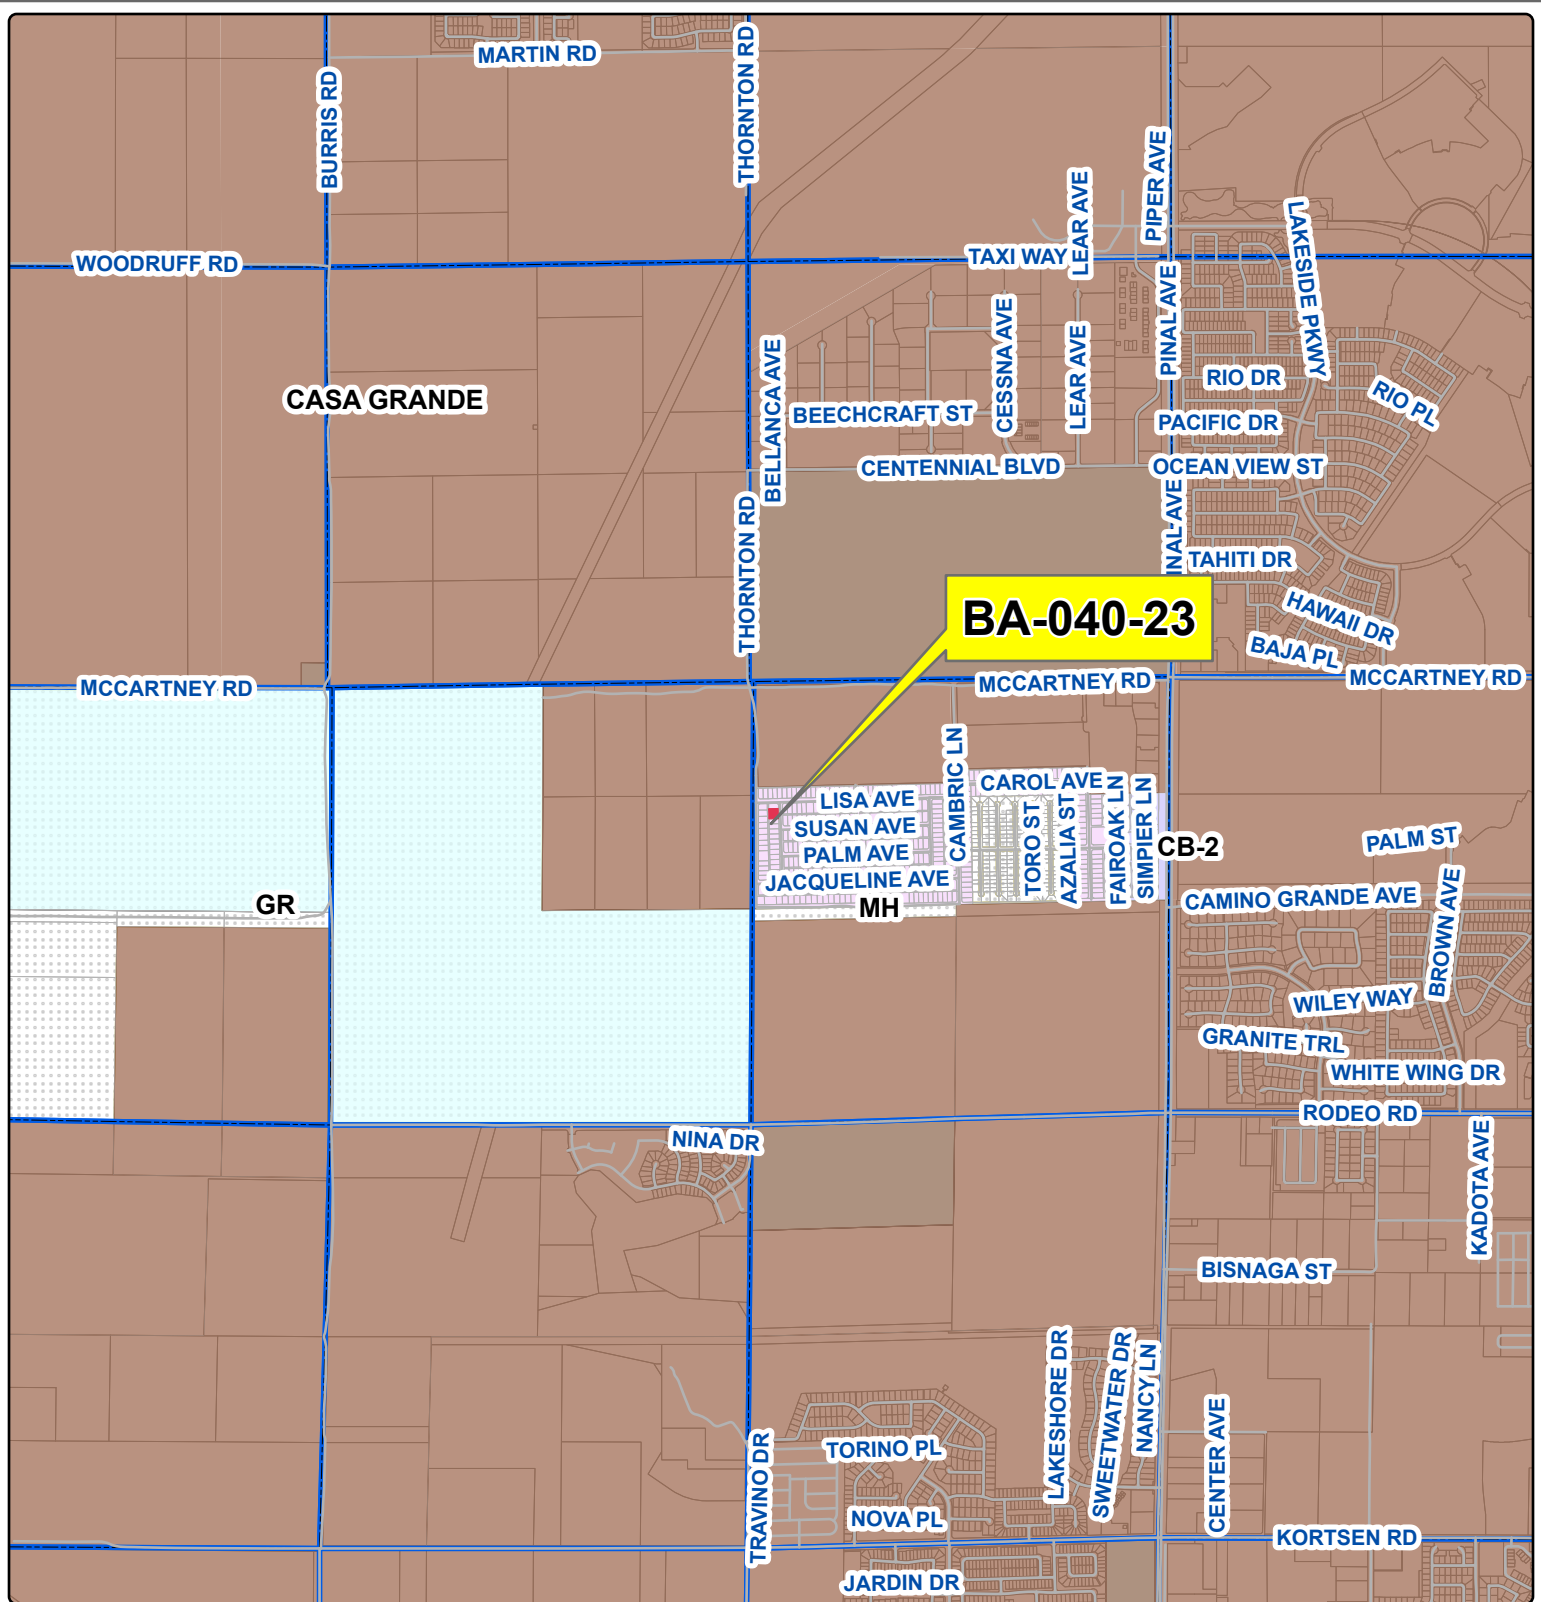 MARTIN RD
BURRIS RD
THORNTON RD
PIPER AVE
LEAR AVE
LAKESIDE PKWY
WOODRUFF RD
TAXI WAY
PINAL AVE
CESSNA AVE
LEAR AVE
BELLANCA AVE
RIO DR
RIO PL
CASA GRANDE
BEECHCRAFT ST
PACIFIC DR
CENTENNIAL BLVD
OCEAN VIEW ST
INAL AVE
THORNTON RD
TAHITI DR
BA-040-23
HAWAII DR
BAJA PL
MCCARTNEY RD
MCCARTNEY RD
MCCARTNEY RD
CAMBRIC LN
CAROL AVE
LISA AVE
SUSAN AVE
PALM AVE
JACQUELINE AVE
TORO ST
AZALIA ST
FAIROAK LN
SIMPIER LN
CB-2
PALM ST
CAMINO GRANDE AVE
BROWN AVE
GR
MH
WILEY WAY
GRANITE TRL
WHITE WING DR
RODEO RD
NINA DR
KADOTA AVE
BISNAGA ST
LAKESHORE DR
SWEETWATER DR
NANCY LN
CENTER AVE
TRAVINO DR
TORINO PL
NOVA PL
KORTSEN RD
JARDIN DR